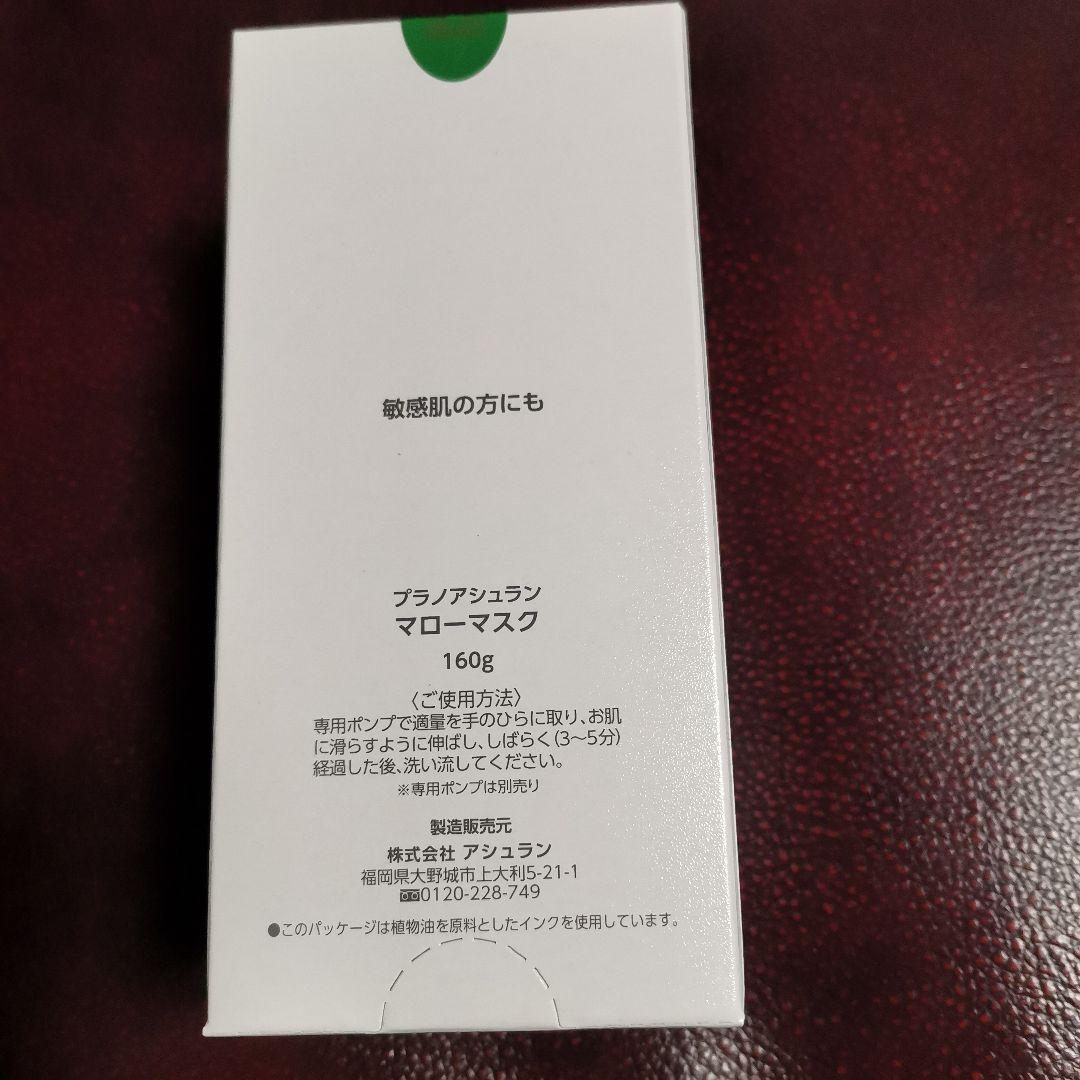 敏感肌の方にも
プラノアシュラン
マローマスク
160g
〈ご使用方法〉
専用ポンプで適量を手のひらに取り、お肌
に滑らすように伸ばし、しばらく(3〜5分)
経過した後、洗い流してください。
※専用ポンプは別売り
製造販売元
株式会社 アシュラン
福岡県大野城市上大利5-21-1
0120-228-749
●このパッケージは植物油を原料としたインクを使用しています。